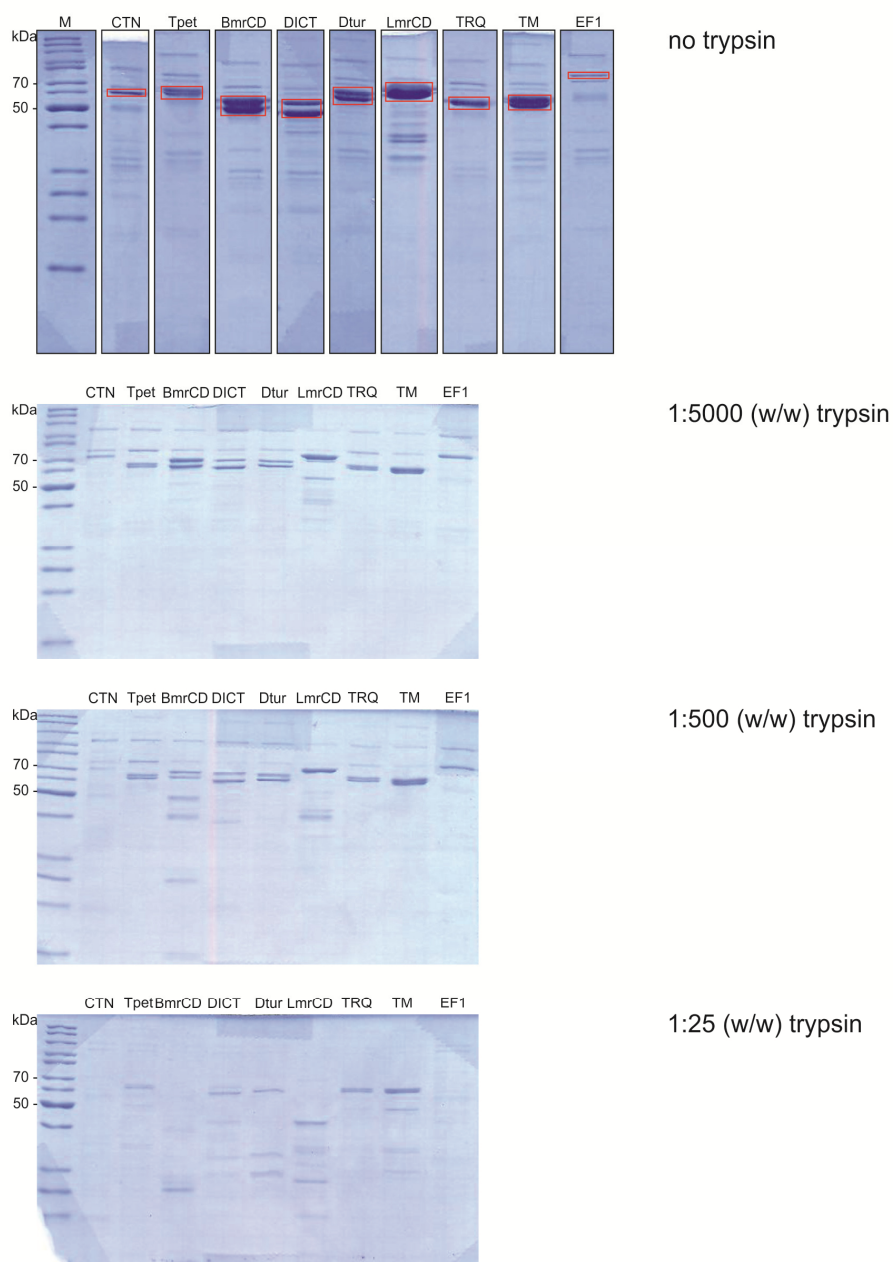 M CTN Tpet BmrCD DICT Dtur LmrCD TRQ TM EF1
kDa
no trypsin
70 -
50 -
CTN Tpet BmrCD DICT Dtur LmrCD TRQ TM EF1
kDa
1:5000 (w/w) trypsin
70 -
50 -
CTN Tpet BmrCD DICT Dtur LmrCD TRQ TM EF1
kDa
1:500 (w/w) trypsin
70 -
50 -
CTN Tpet BmrCD DICT Dtur LmrCD TRQ TM EF1
kDa
1:25 (w/w) trypsin
70 -
50 -